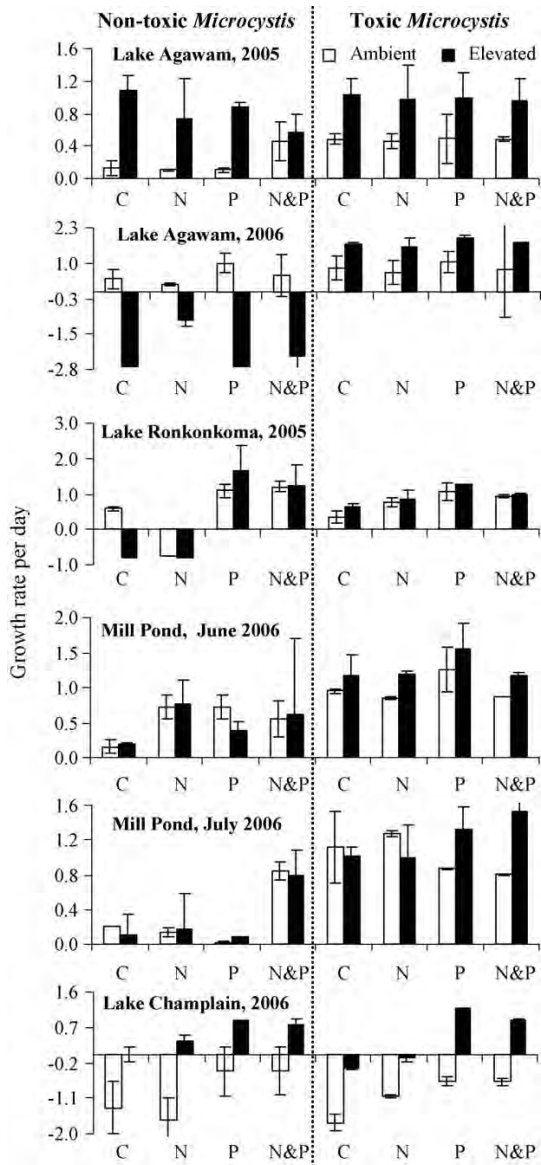 Non-toxic Microcystis Toxic Microcystis
Lake Agawam, 2005 Ambient Elevated
1.6
1.2
0.8
0.4
0.0
C N P N&P C N P N&P
Lake Agawam, 2006
2.3
1.0
-0.3
-1.5
-2.8
C N P N&P C N P N&P
Lake Ronkonkoma, 2005
3.0
2.0
1.0
0.0
-1.0
C N P N&P C N P N&P
Growth rate per day
Mill Pond, June 2006
2.0
1.5
1.0
0.5
0.0
C N P N&P C N P N&P
Mill Pond, July 2006
1.6
1.2
0.8
0.4
0.0
C N P N&P C N P N&P
Lake Champlain, 2006
1.6
0.7
-0.2
-1.1
-2.0
C N P N&P C N P N&P